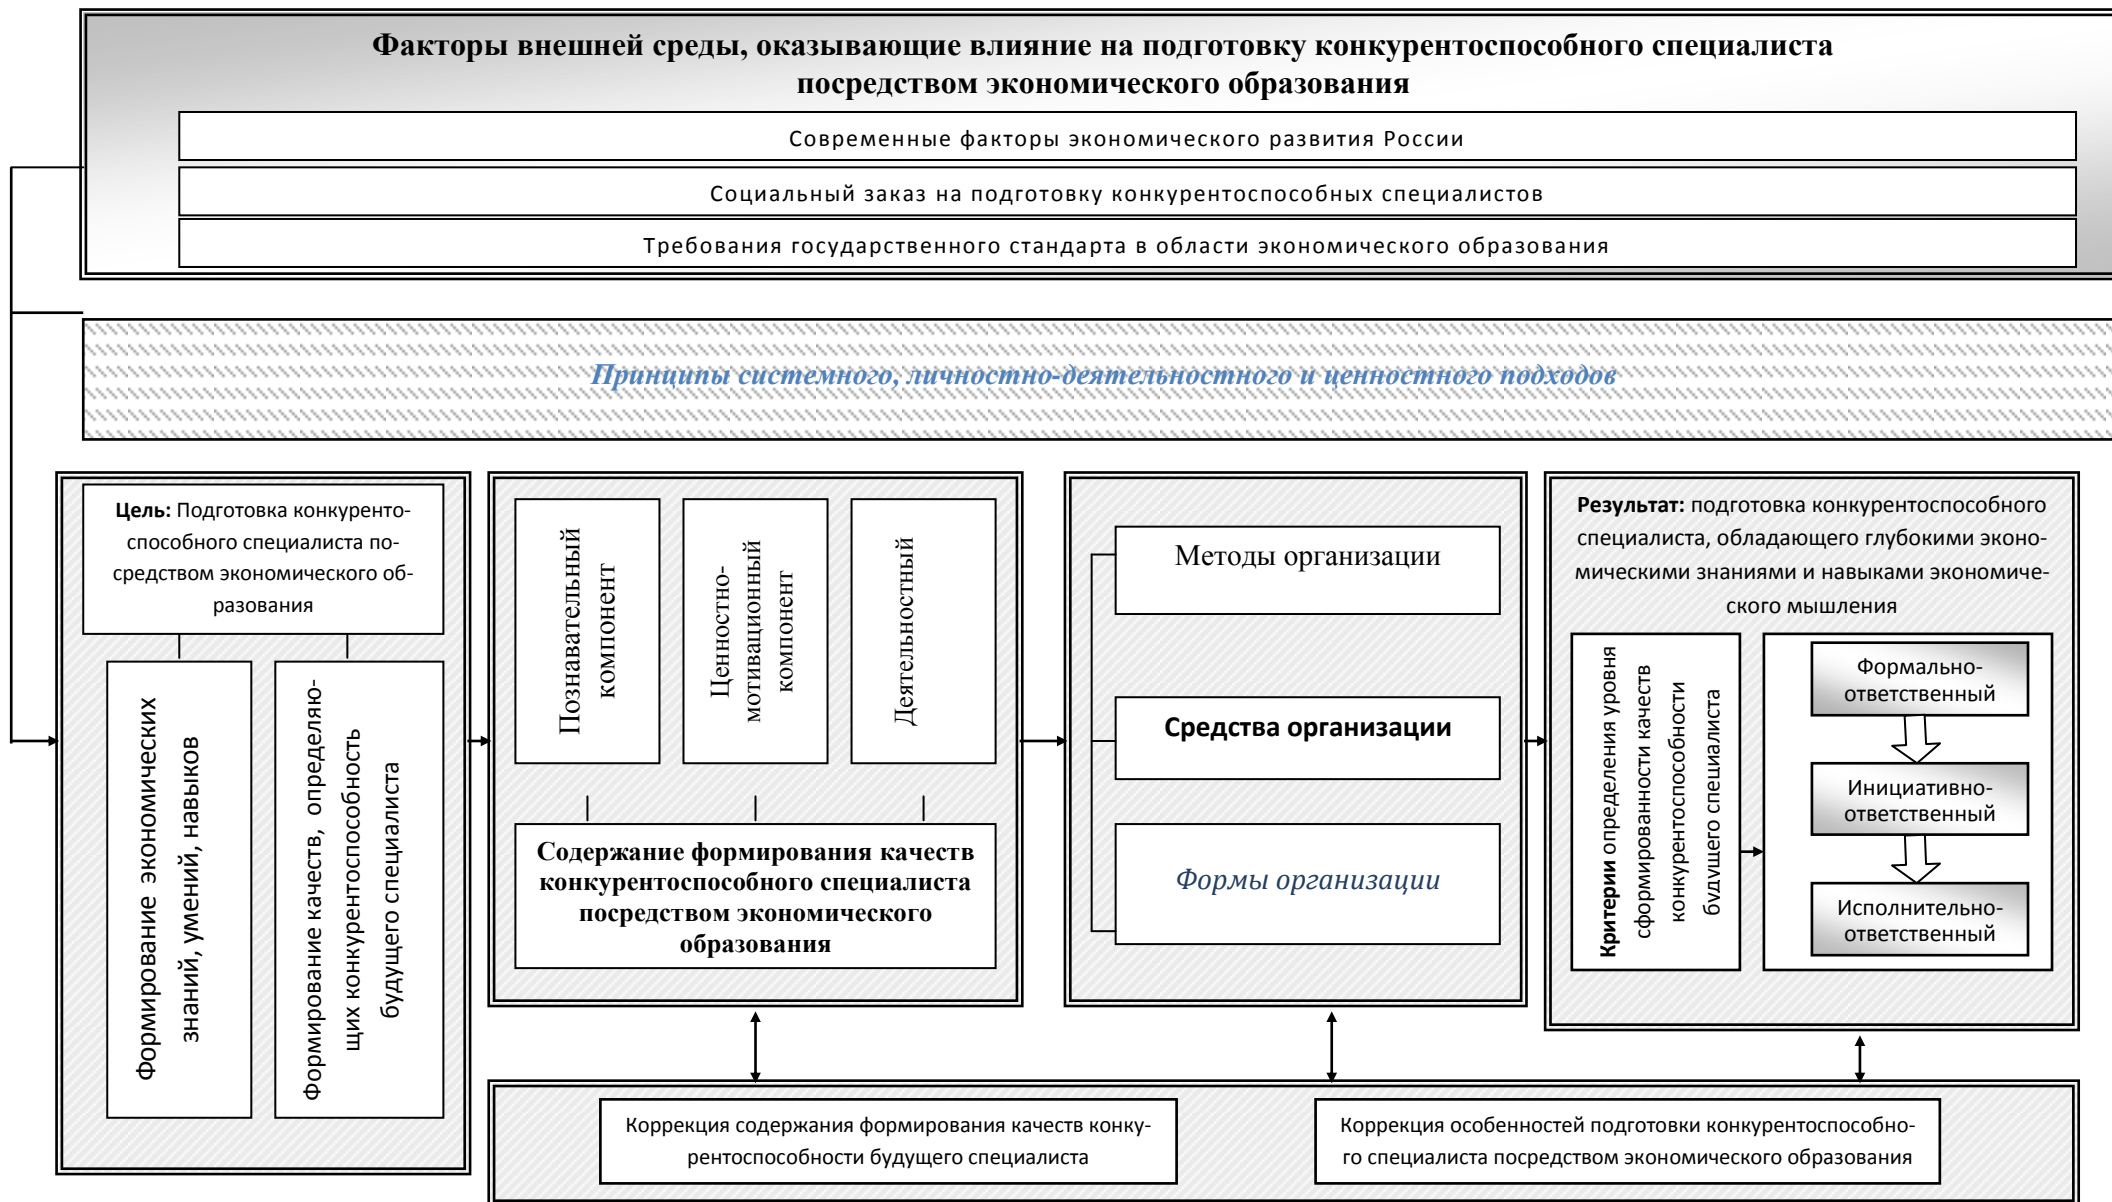 Факторы внешней среды, оказывающие влияние на подготовку конкурентоспособного специалиста
посредством экономического образования
Современные факторы экономического развития России
Социальный заказ на подготовку конкурентоспособных специалистов
Требования государственного стандарта в области экономического образования
Принципы системного, личностно-деятельностного и ценностного подходов
Цель: Подготовка конкуренто-
способного специалиста по-
средством экономического об-
разования
Формирование экономических
знаний, умений, навыков
Формирование качеств, определяю-
щих конкурентоспособность
будущего специалиста
Познавательный
компонент
Ценностно-
мотивационный
компонент
Деятельностный
Содержание формирования качеств
конкурентоспособного специалиста
посредством экономического
образования
Методы организации
Средства организации
Формы организации
Результат: подготовка конкурентоспособного
специалиста, обладающего глубокими эконо-
мическими знаниями и навыками экономиче-
ского мышления
Критерии определения уровня
сформированности качеств
конкурентоспособности
будущего специалиста
Формально-
ответственный
Инициативно-
ответственный
Исполнительно-
ответственный
Коррекция содержания формирования качеств конку-
рентоспособности будущего специалиста
Коррекция особенностей подготовки конкурентоспособно-
го специалиста посредством экономического образования